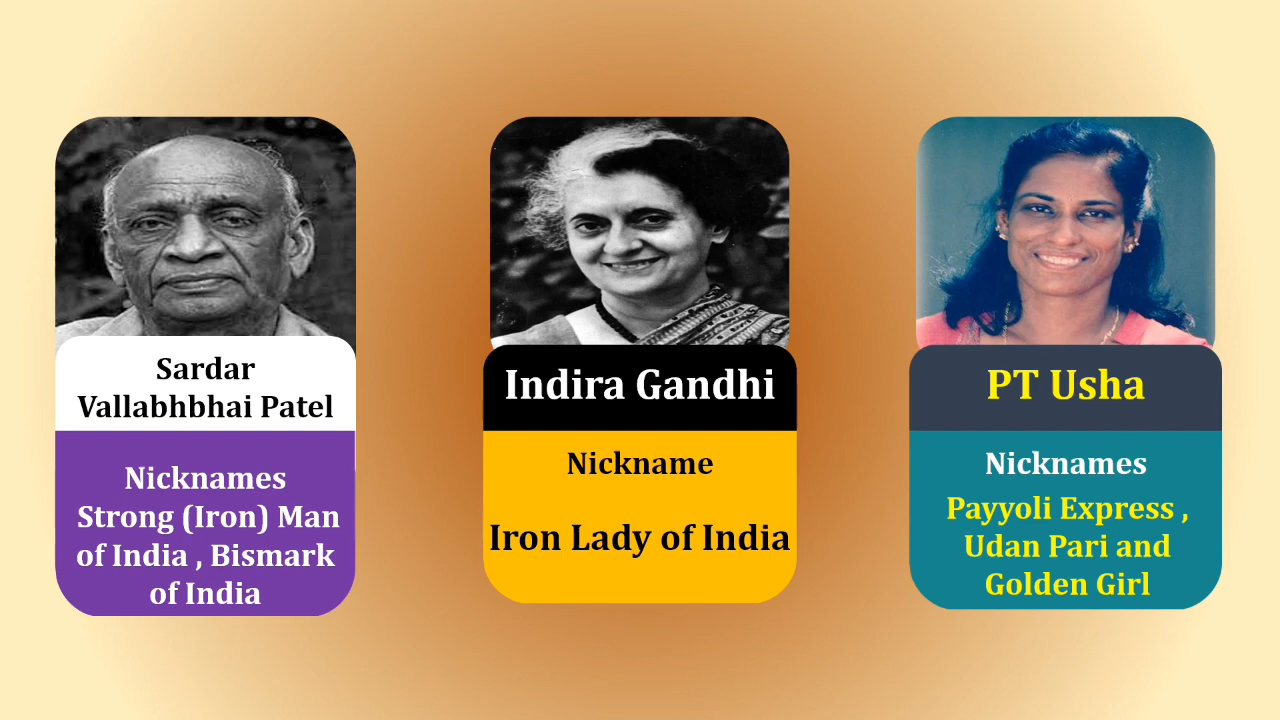 Sardar
Vallabhbhai Patel
Nicknames
Strong (Iron) Man
of India , Bismark
of India
Indira Gandhi
Nickname
Iron Lady of India
PT Usha
Nicknames
Payyoli Express ,
Udan Pari and
Golden Girl